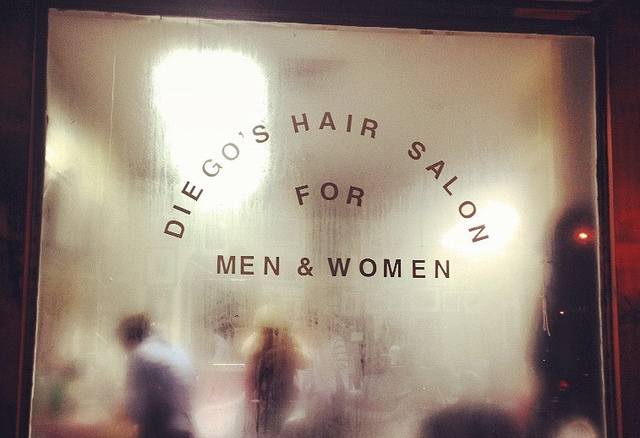 DIEGO'S HAIR SALON
FOR
MEN & WOMEN